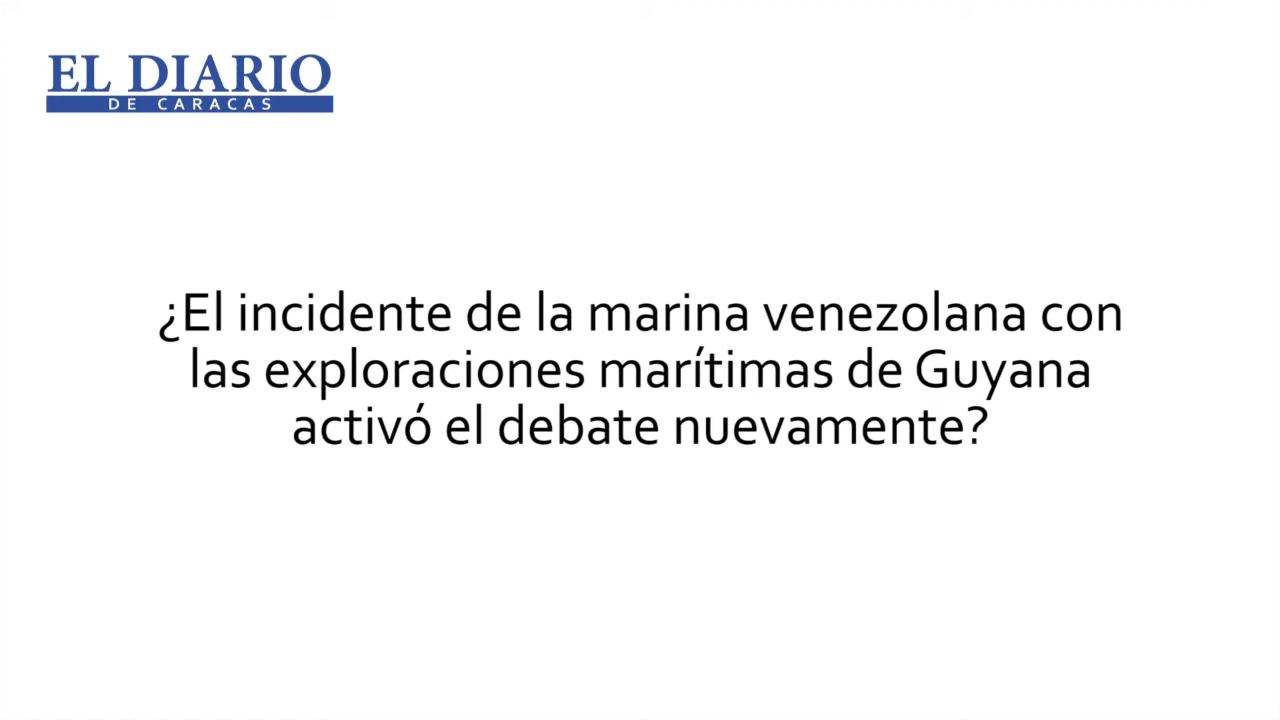 EL DIARIO
DE CARACAS
¿El incidente de la marina venezolana con
las exploraciones marítimas de Guyana
activó el debate nuevamente?